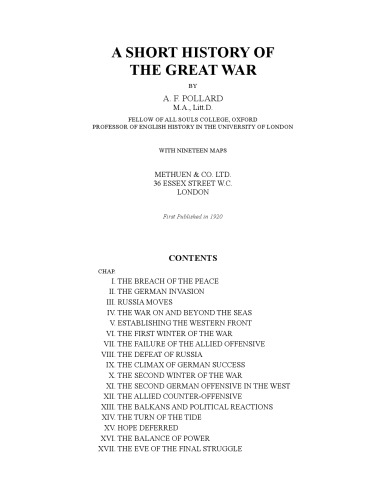 A SHORT HISTORY OF
THE GREAT WAR
BY
A. F. POLLARD
M.A., Litt.D.
FELLOW OF ALL SOULS COLLEGE, OXFORD
PROFESSOR OF ENGLISH HISTORY IN THE UNIVERSITY OF LONDON
WITH NINETEEN MAPS
METHUEN & CO. LTD.
36 ESSEX STREET W.C.
LONDON
First Published in 1920
CONTENTS
CHAP.
I. THE BREACH OF THE PEACE
II. THE GERMAN INVASION
III. RUSSIA MOVES
IV. THE WAR ON AND BEYOND THE SEAS
V. ESTABLISHING THE WESTERN FRONT
VI. THE FIRST WINTER OF THE WAR
VII. THE FAILURE OF THE ALLIED OFFENSIVE
VIII. THE DEFEAT OF RUSSIA
IX. THE CLIMAX OF GERMAN SUCCESS
X. THE SECOND WINTER OF THE WAR
XI. THE SECOND GERMAN OFFENSIVE IN THE WEST
XII. THE ALLIED COUNTER-OFFENSIVE
XIII. THE BALKANS AND POLITICAL REACTIONS
XIV. THE TURN OF THE TIDE
XV. HOPE DEFERRED
XVI. THE BALANCE OF POWER
XVII. THE EVE OF THE FINAL STRUGGLE